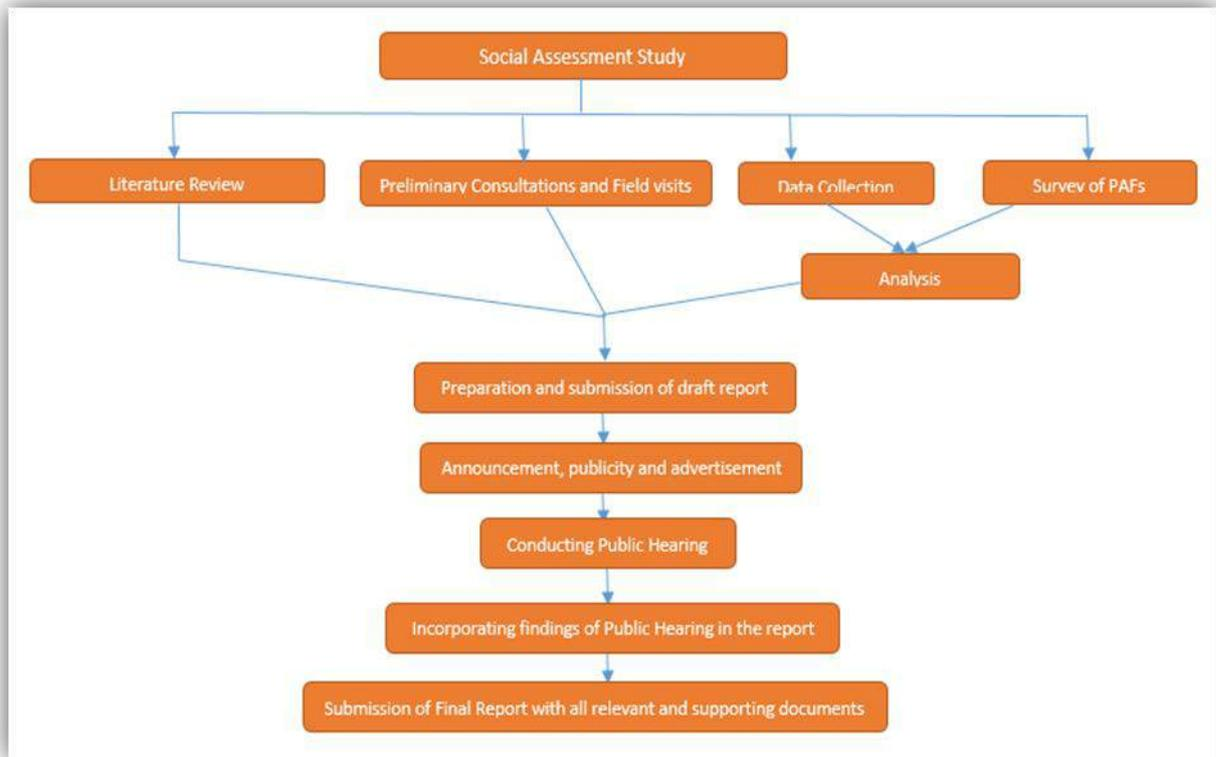 Social Assessment Study
Literature Review
Preliminary Consultations and Field visits
Data Collection
Survey of PAFs
Analysis
Preparation and submission of draft report
Announcement, publicity and advertisement
Conducting Public Hearing
Incorporating findings of Public Hearing in the report
Submission of Final Report with all relevant and supporting documents